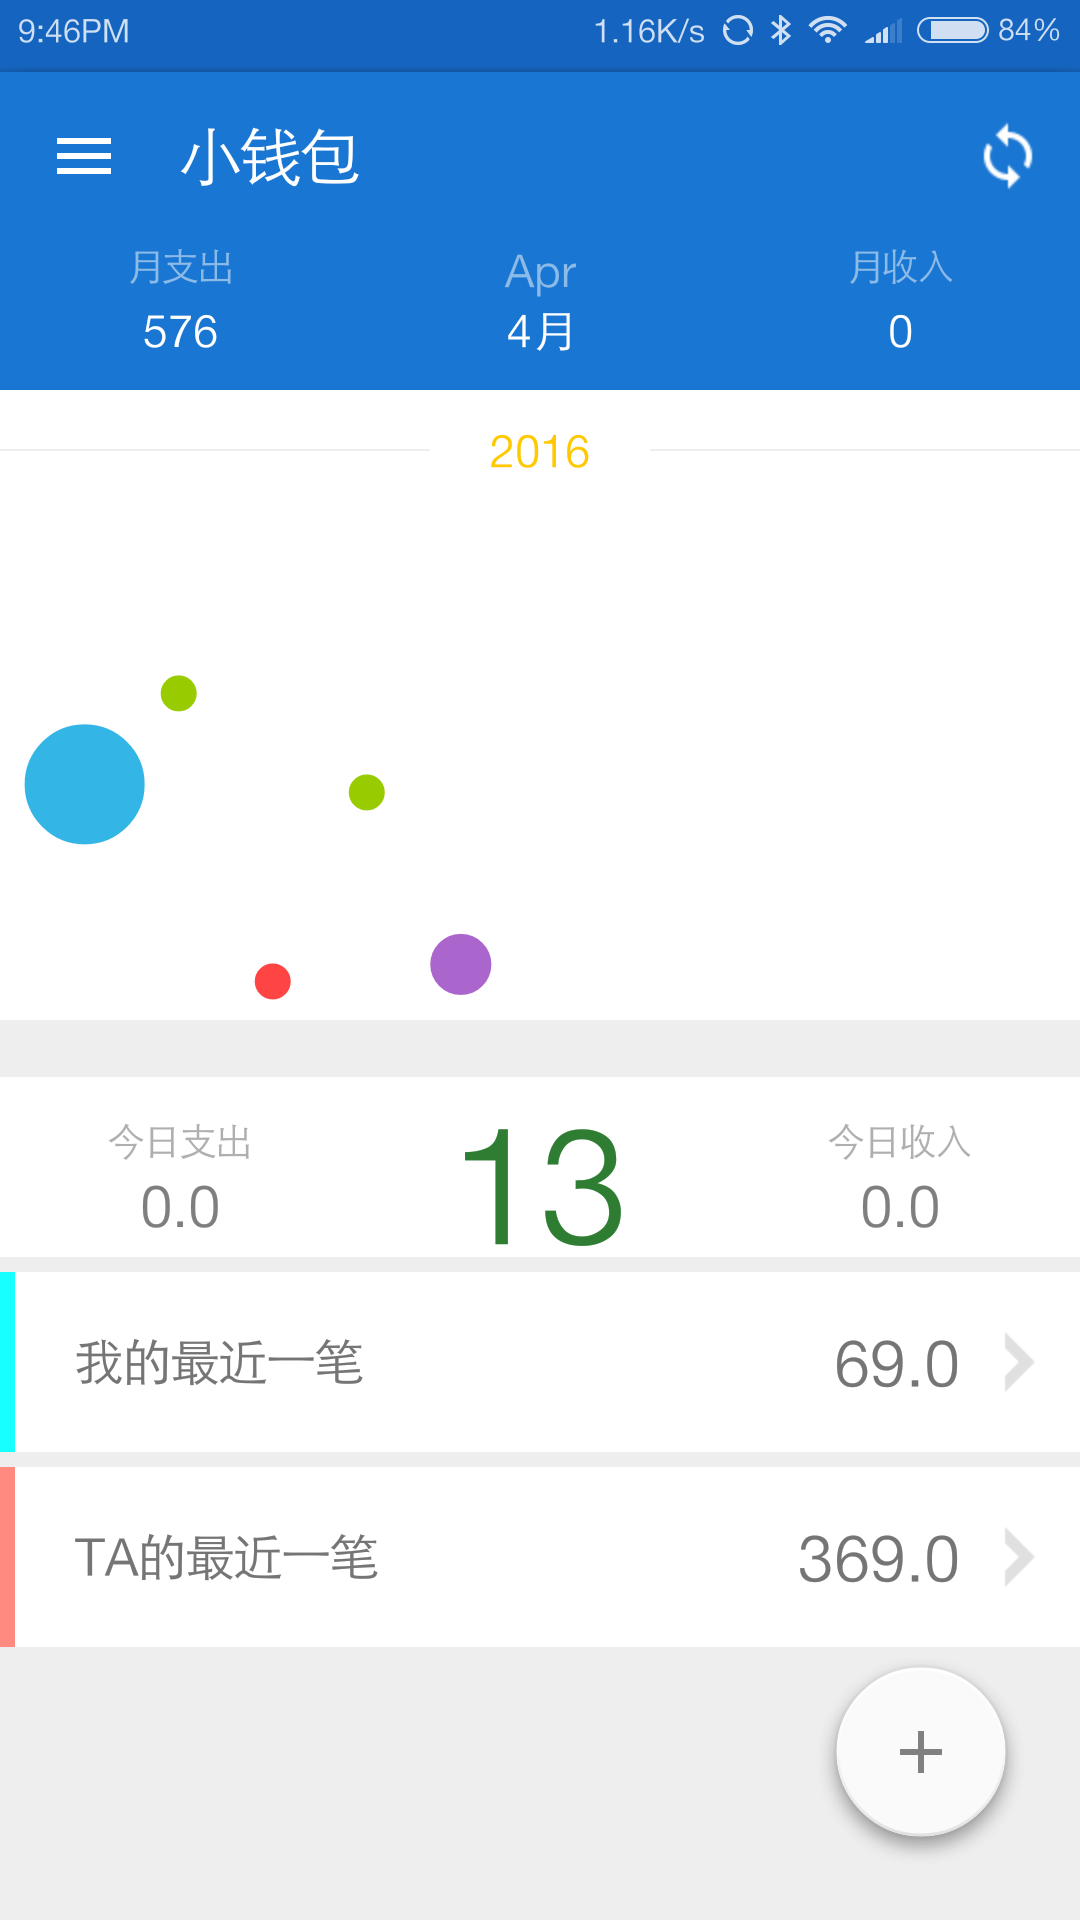 9:46PM 1.16K/s 84%
小钱包
月支出 Apr 月收入
576 4月 0
2016
今日支出 13 今日收入
0.0 0.0
我的最近一笔 69.0
TA的最近一笔 369.0
+